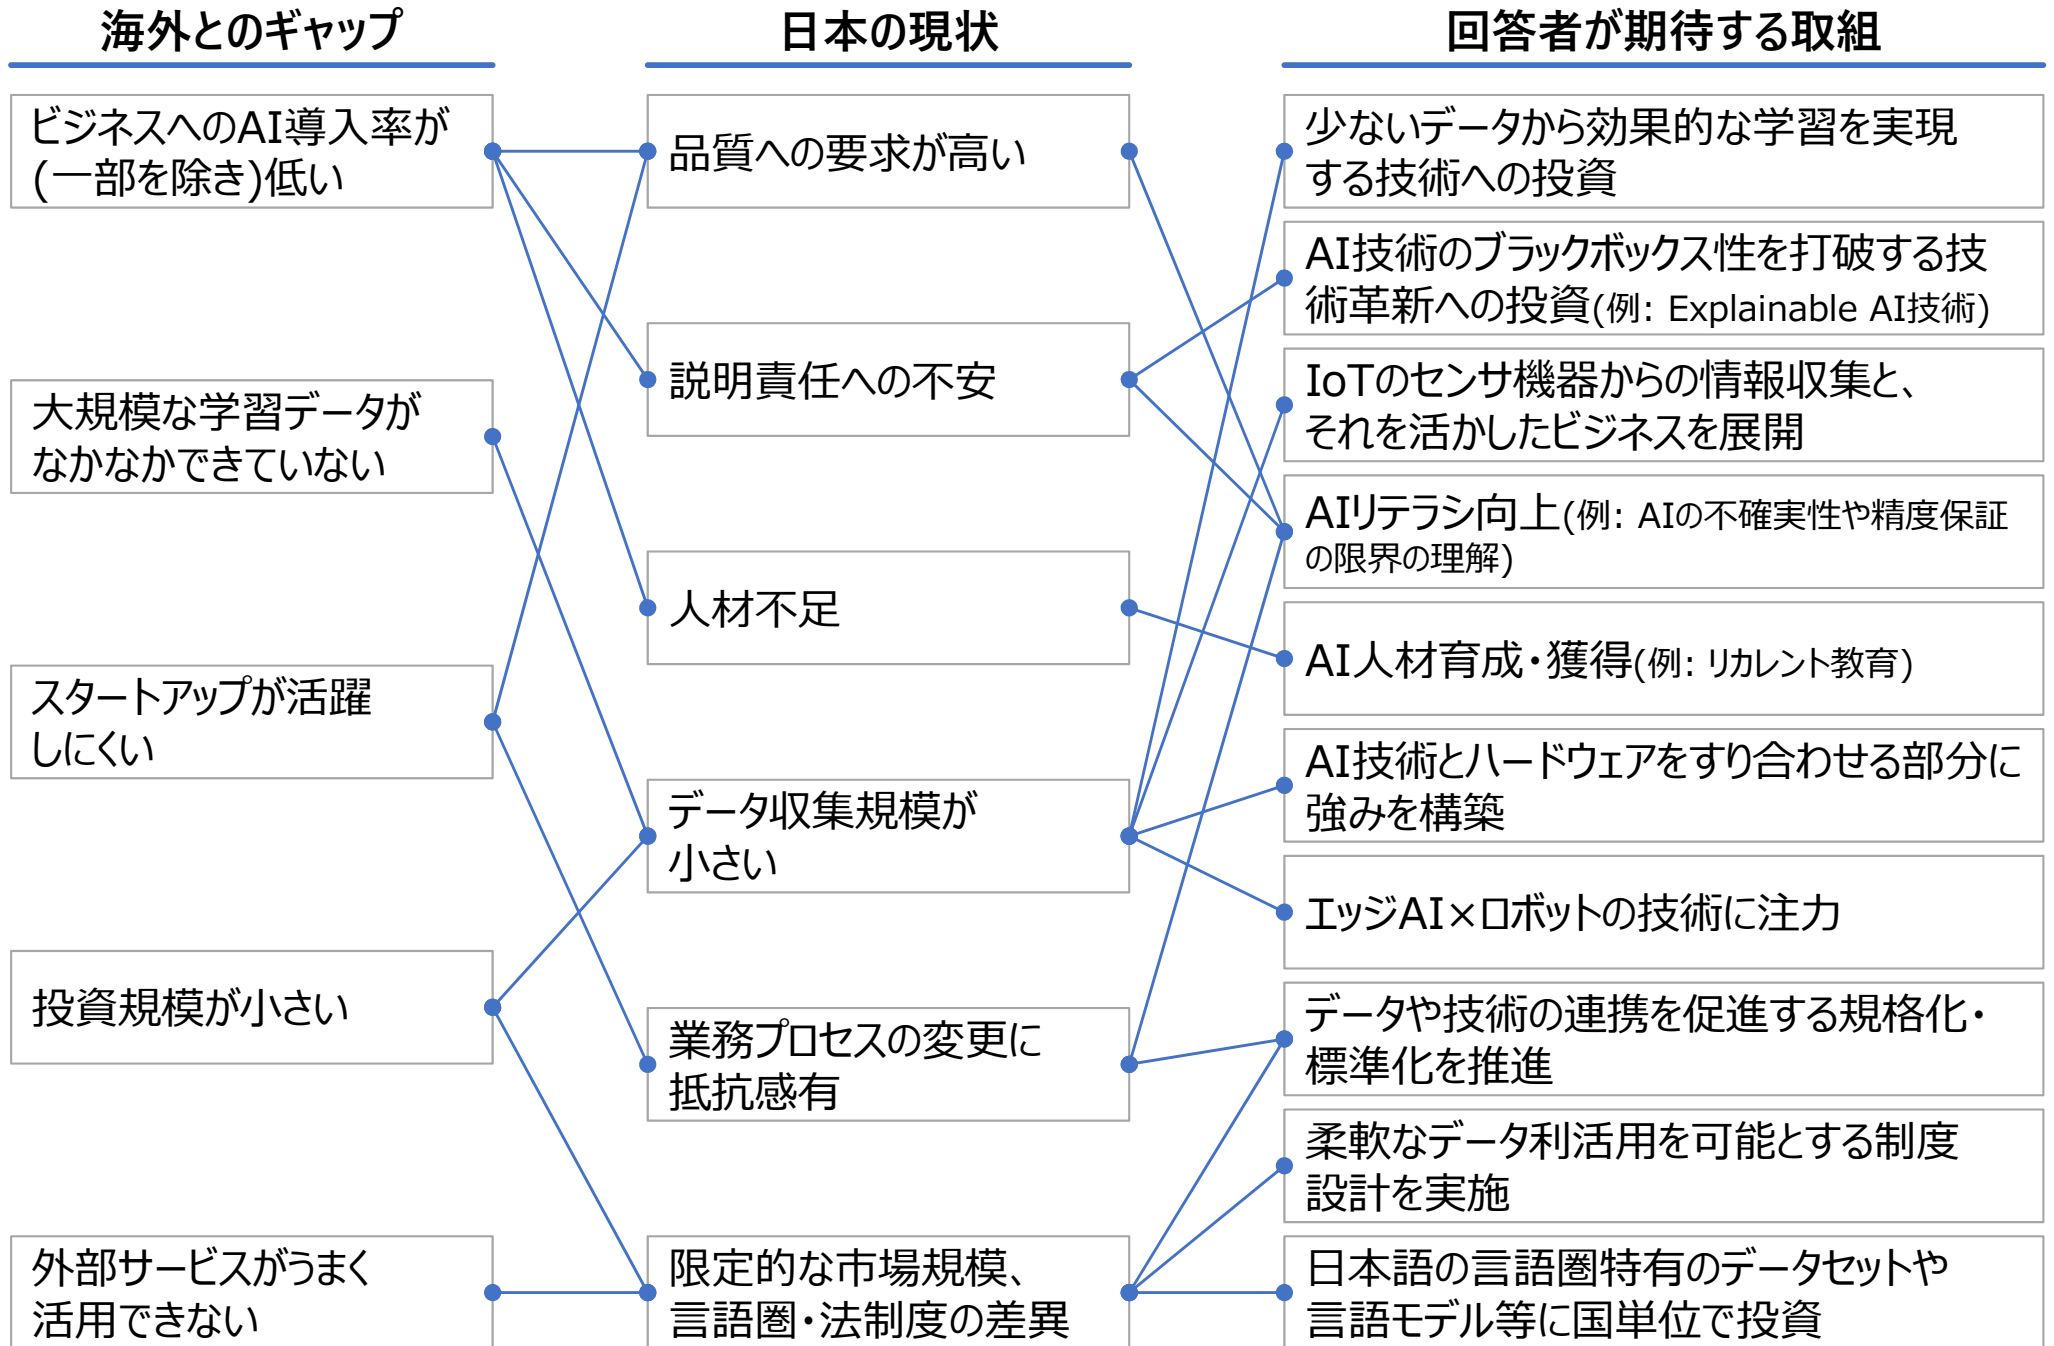 海外とのギャップ
日本の現状
回答者が期待する取組
ビジネスへのAI導入率が
(一部を除き)低い
大規模な学習データが
なかなかできていない
スタートアップが活躍
しにくい
投資規模が小さい
外部サービスがうまく
活用できない
品質への要求が高い
説明責任への不安
人材不足
データ収集規模が
小さい
業務プロセスの変更に
抵抗感有
限定的な市場規模、
言語圏・法制度の差異
少ないデータから効果的な学習を実現
する技術への投資
AI技術のブラックボックス性を打破する技
術革新への投資(例: Explainable AI技術)
IoTのセンサ機器からの情報収集と、
それを活かしたビジネスを展開
AIリテラシ向上(例: AIの不確実性や精度保証
の限界の理解)
AI人材育成・獲得(例: リカレント教育)
AI技術とハードウェアをすり合わせる部分に
強みを構築
エッジAI×ロボットの技術に注力
データや技術の連携を促進する規格化・
標準化を推進
柔軟なデータ利活用を可能とする制度
設計を実施
日本語の言語圏特有のデータセットや
言語モデル等に国単位で投資